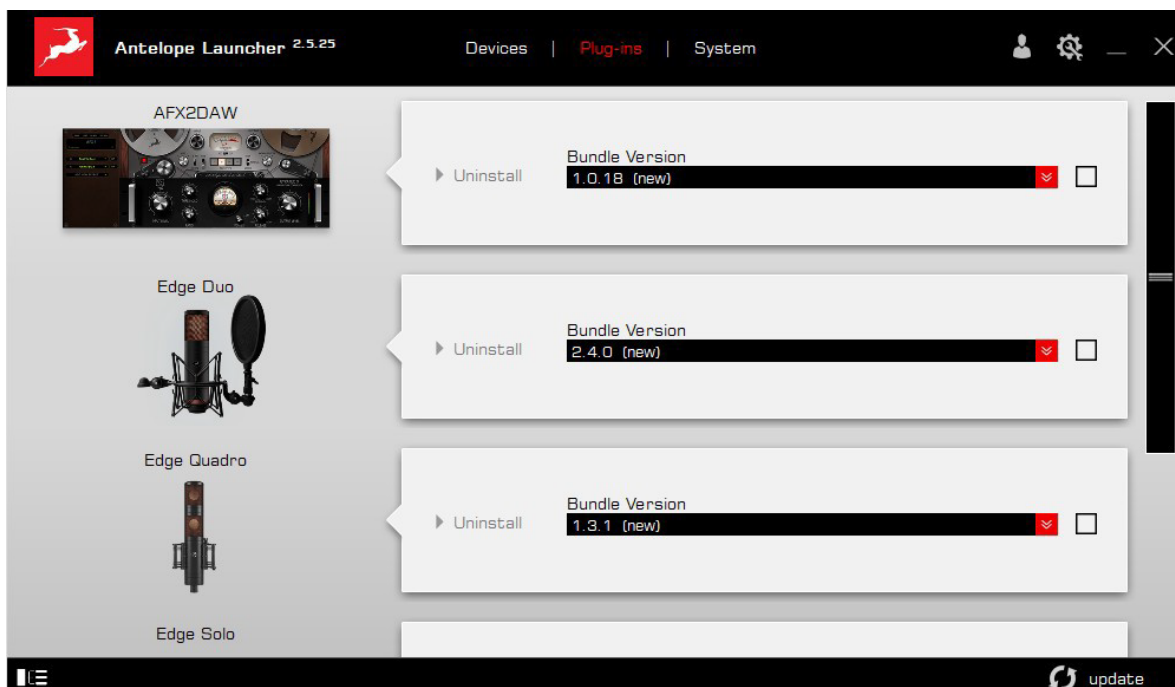 Antelope Launcher 2.5.25
Devices | Plug-ins | System
AFX2DAW
Uninstall
Bundle Version
1.0.18 (new)
Edge Duo
Uninstall
Bundle Version
2.4.0 (new)
Edge Quadro
Uninstall
Bundle Version
1.3.1 (new)
Edge Solo
update